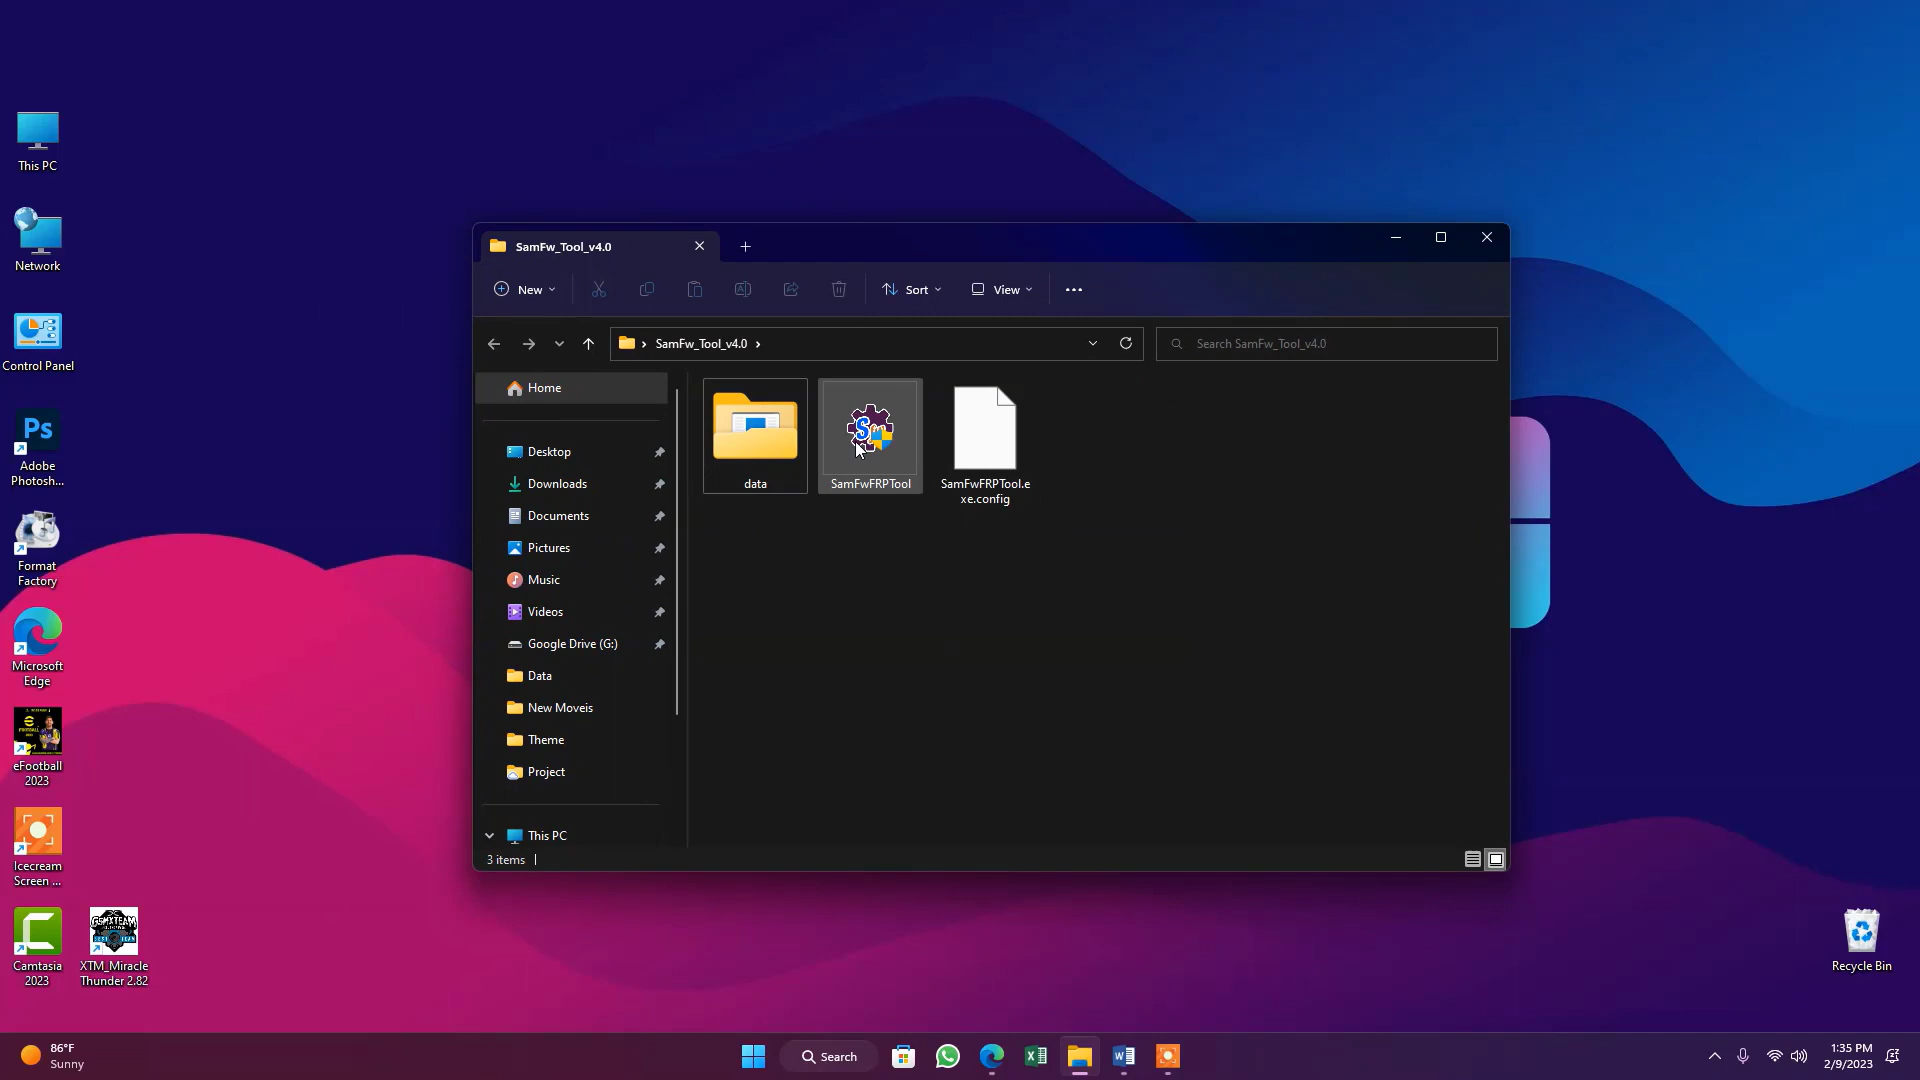 This PC
Network
Control Panel
Ps
Adobe
Photosh...
Format
Factory
Microsoft
Edge
eFootball
2023
Icecream
Screen ...
Camtasia
2023
XTM_Miracle
Thunder 2.82
SamFw_Tool_v4.0
New
Sort
View
SamFw_Tool_v4.0
Search SamFw_Tool_v4.0
Home
Desktop
Downloads
Documents
Pictures
Music
Videos
Google Drive (G:)
Data
New Moveis
Theme
Project
This PC
data
SamFwFRPTool
SamFwFRPTool.e
xe.config
3 items
Recycle Bin
86°F
Sunny
Search
1:35 PM
2/9/2023